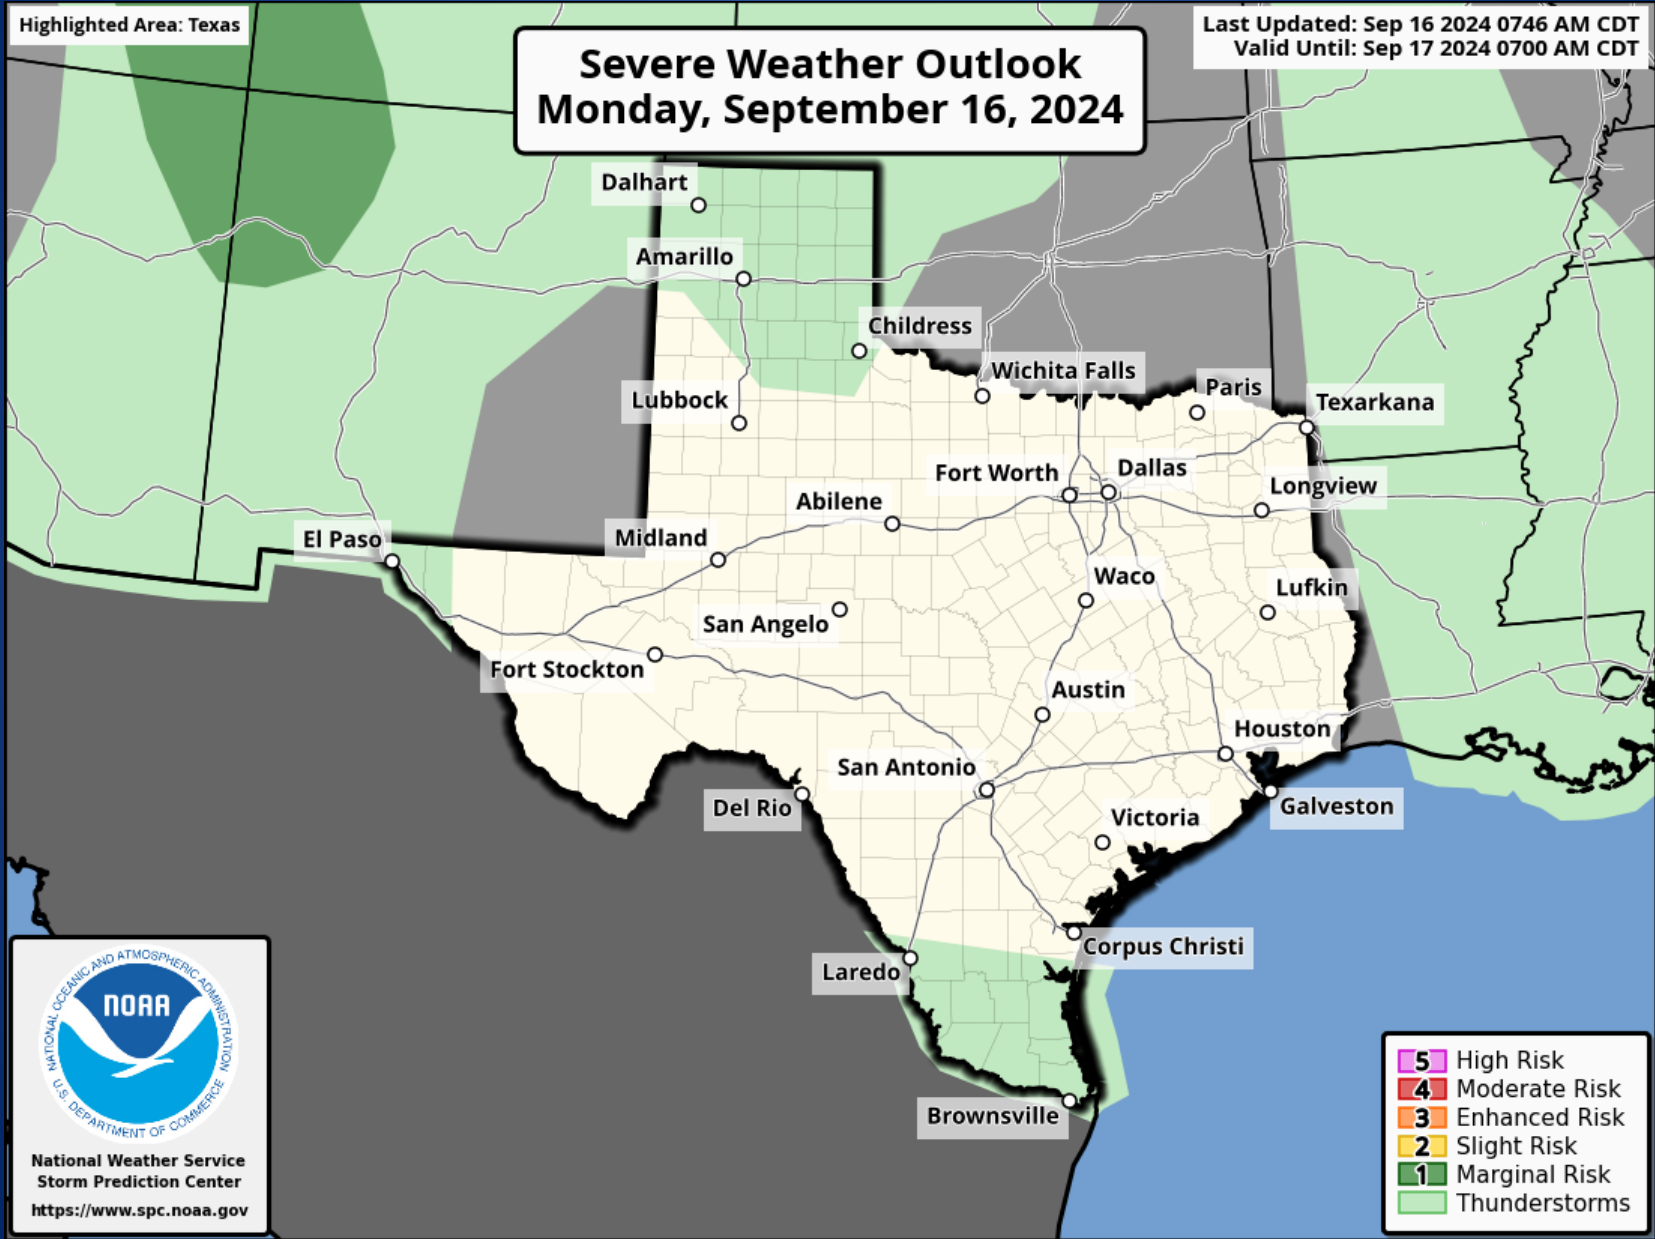 Highlighted Area: Texas
Severe Weather Outlook
Monday, September 16, 2024
Last Updated: Sep 16 2024 0746 AM CDT
Valid Until: Sep 17 2024 0700 AM CDT
Dalhart
Amarillo
Childress
Wichita Falls
Paris
Texarkana
Lubbock
Fort Worth
Dallas
Longview
Abilene
El Paso
Midland
Waco
Lufkin
San Angelo
Fort Stockton
Austin
Houston
San Antonio
Del Rio
Galveston
Victoria
Corpus Christi
Laredo
Brownsville
NATIONAL OCEANIC AND ATMOSPHERIC ADMINISTRATION
NOAA
U.S. DEPARTMENT OF COMMERCE
National Weather Service
Storm Prediction Center
https://www.spc.noaa.gov
5 High Risk
4 Moderate Risk
3 Enhanced Risk
2 Slight Risk
1 Marginal Risk
Thunderstorms